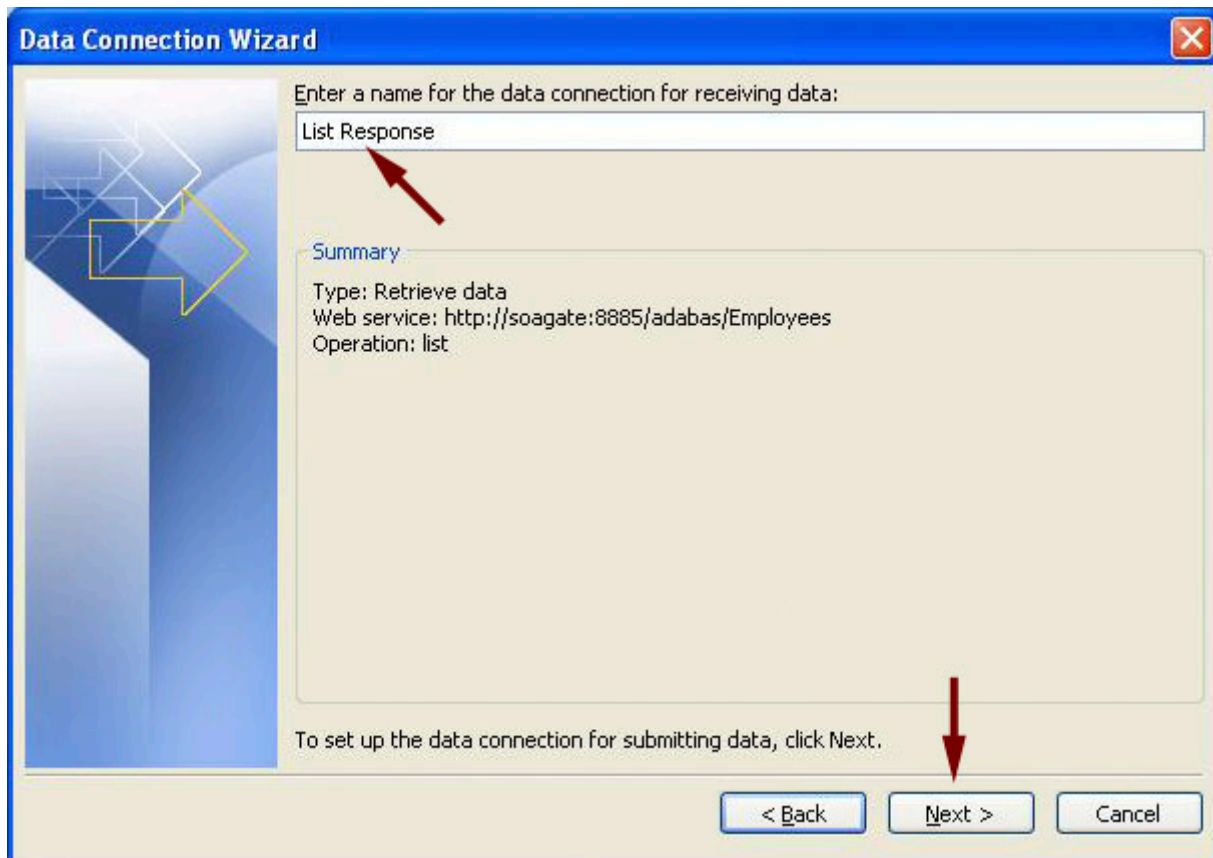 Data Connection Wizard
Enter a name for the data connection for receiving data:
List Response
Summary
Type: Retrieve data
Web service: http://soagate:8885/adabas/Employees
Operation: list
To set up the data connection for submitting data, click Next.
< Back
Next >
Cancel